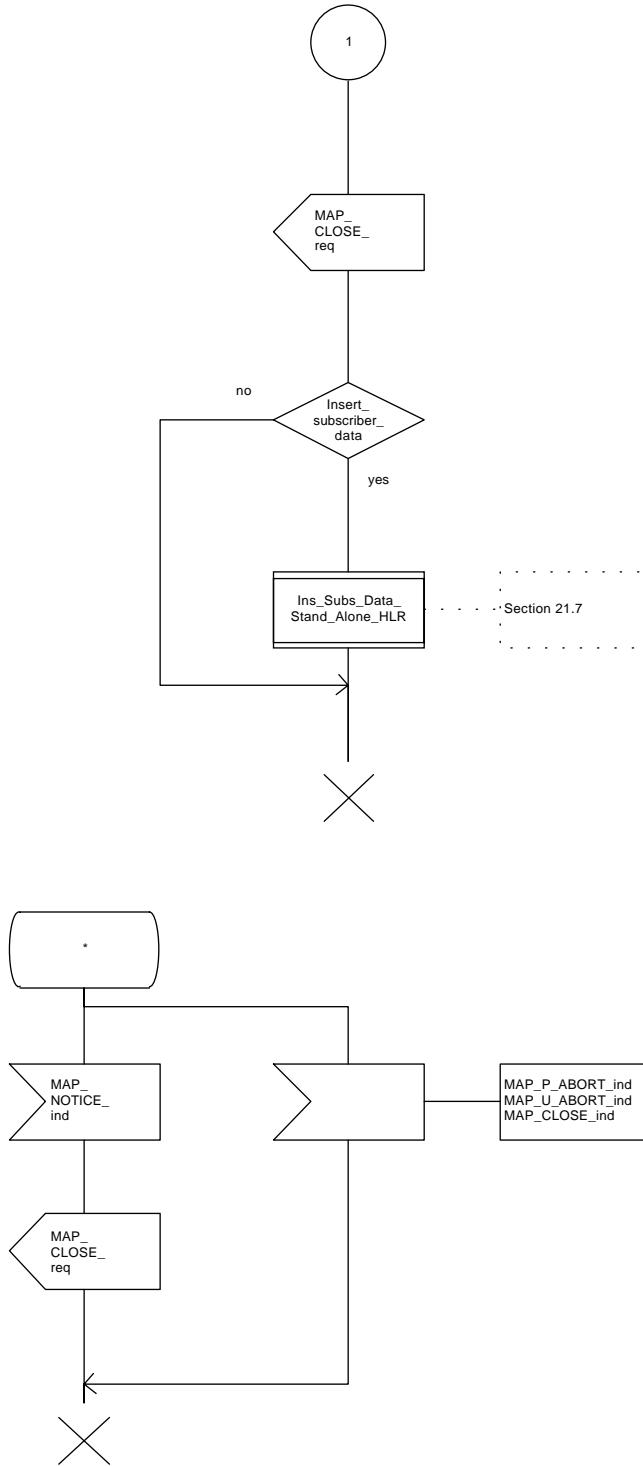 1
MAP_
CLOSE_
req
no
Insert_
subscriber_
data
yes
Ins_Subs_Data_
Stand_Alone_HLR
Section 21.7
*
MAP_
NOTICE_
ind
MAP_P_ABORT_ind
MAP_U_ABORT_ind
MAP_CLOSE_ind
MAP_
CLOSE_
req